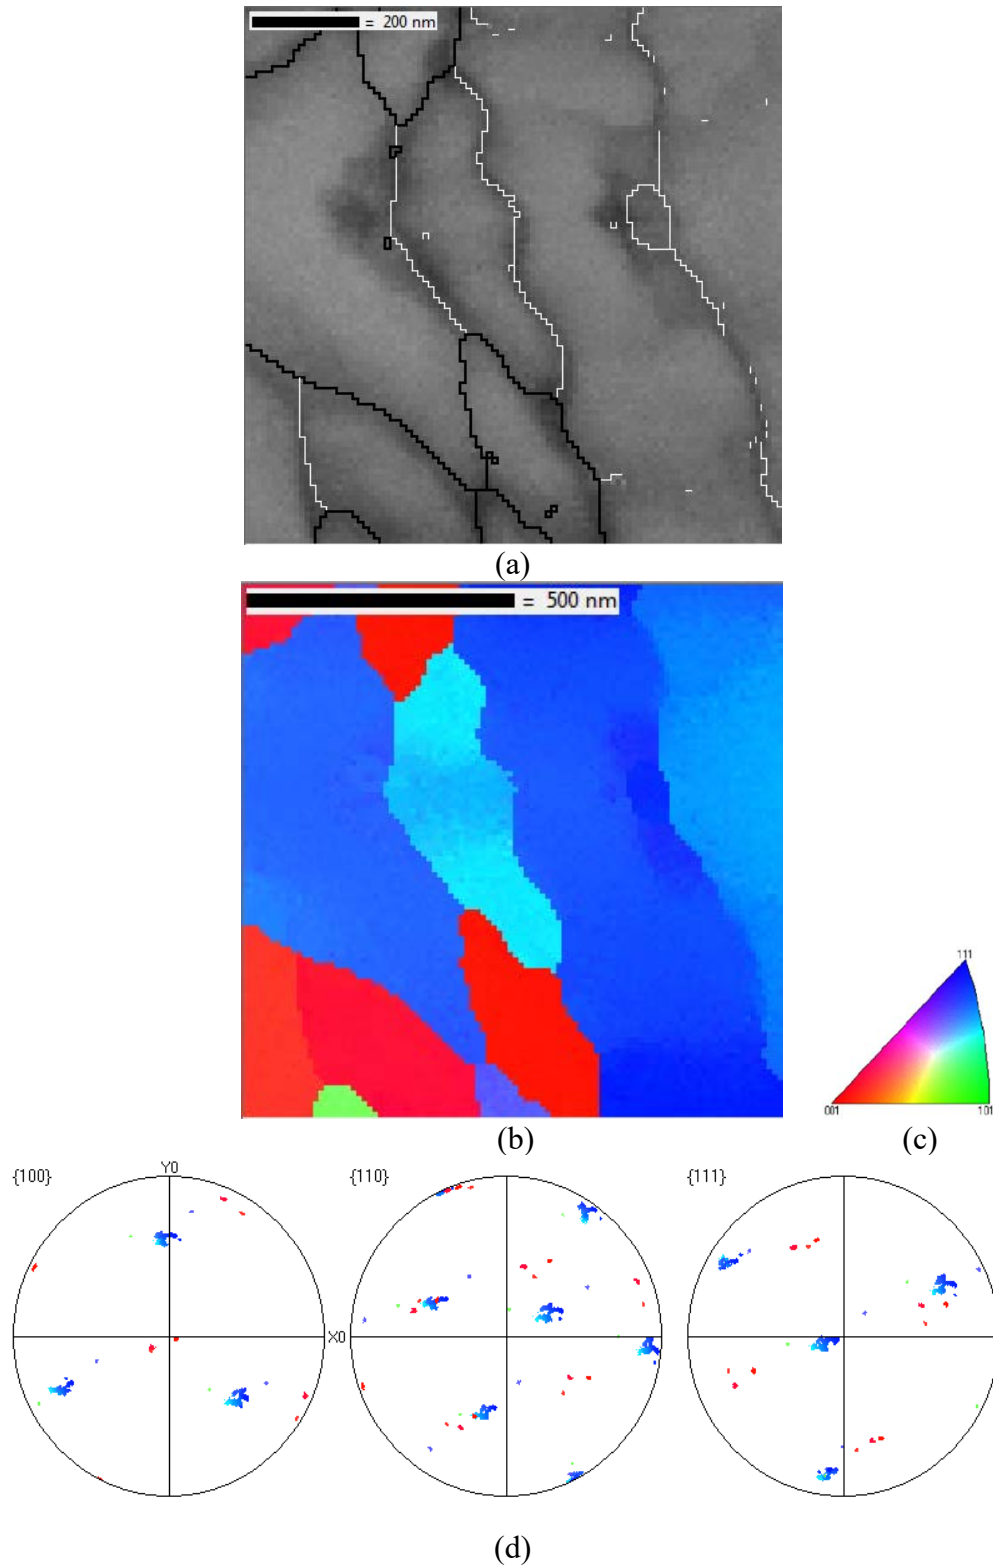 = 200 nm
(a)
= 500 nm
111
001
101
(b)
(c)
{100}
Y0
{110}
{111}
X0
(d)